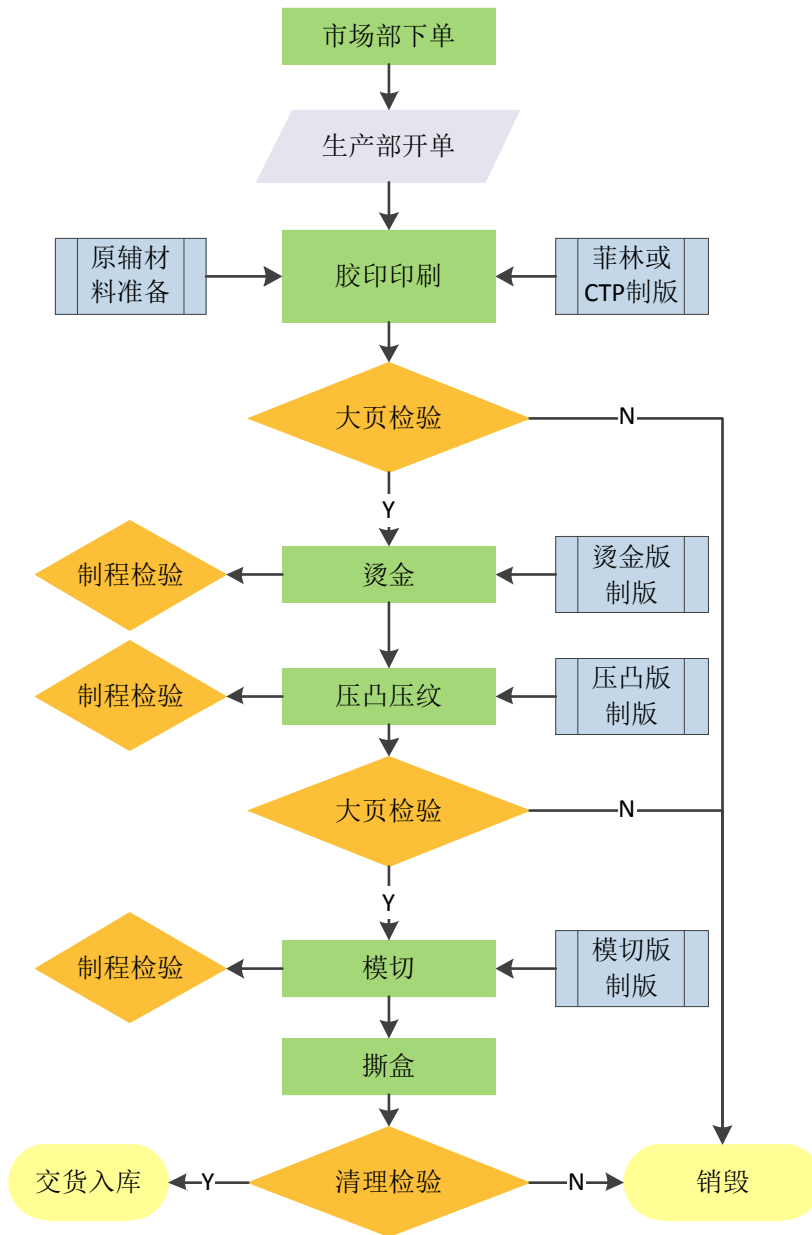 市场部下单
生产部开单
原辅材
料准备
胶印印刷
菲林或
CTP制版
大页检验
N
Y
制程检验
烫金
烫金版
制版
制程检验
压凸压纹
压凸版
制版
大页检验
N
Y
制程检验
模切
模切版
制版
撕盒
交货入库
Y
清理检验
N
销毁